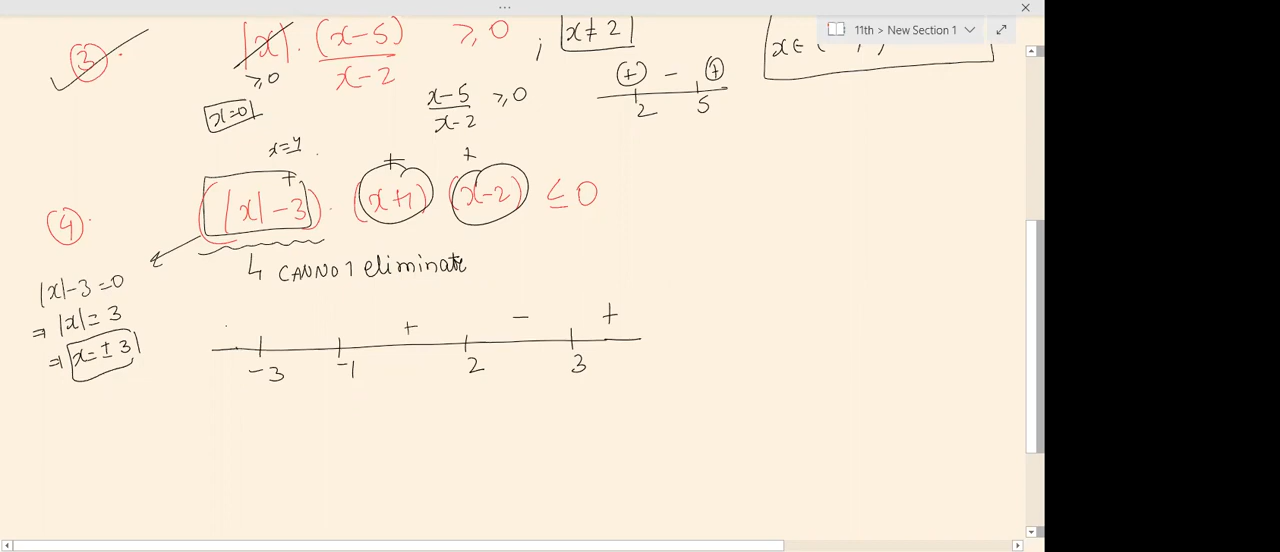 11th > New Section 1
③ |x| · (x-5)/(x-2) ≥ 0 ; x ≠ 2
≥0
x=0
(x-5)/(x-2) ≥ 0
+ - +
2 5
x ∈ (
x=4
+ + +
④ (|x|-3) · (x+1) (x-2) ≤ 0
↳ CANNOT eliminate
|x|-3=0
⇒ |x|=3
⇒ x=±3
+ - +
-3 -1 2 3